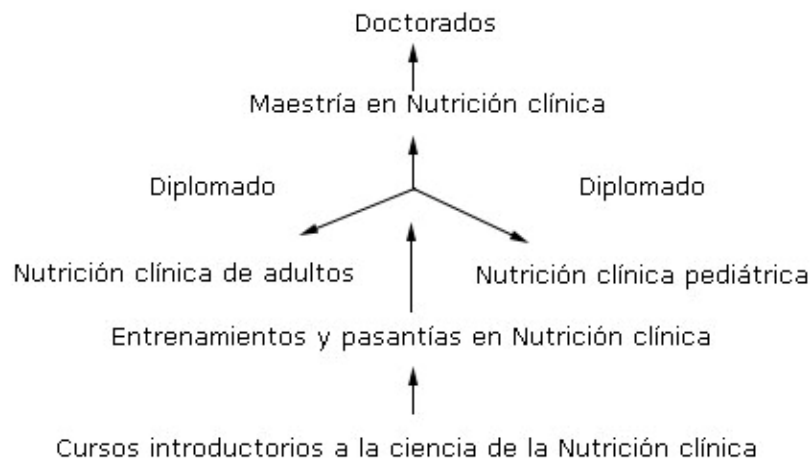 Doctorados
Maestría en Nutrición clínica
Diplomado
Diplomado
Nutrición clínica de adultos
Nutrición clínica pediátrica
Entrenamientos y pasantías en Nutrición clínica
Cursos introductorios a la ciencia de la Nutrición clínica